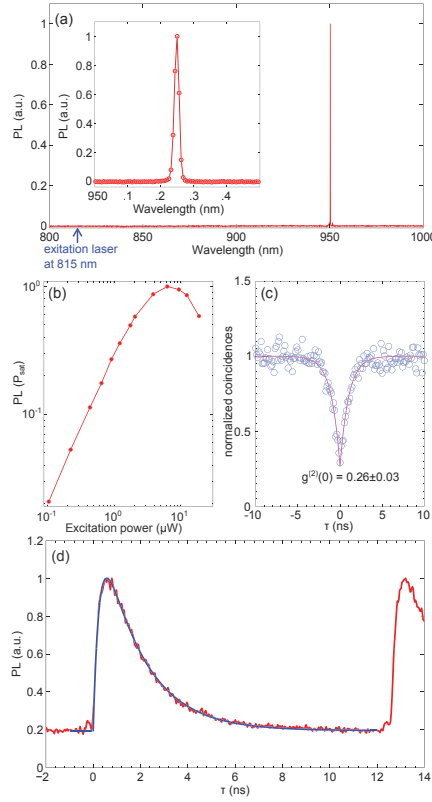 (a)
PL (a.u.)
1
0.8
0.6
0.4
0.2
0
PL (a.u.)
1
0.8
0.6
0.4
0.2
0
950 .1 .2 .3 .4
Wavelength (nm)
800 850 900 950 1000
Wavelength (nm)
exitation laser
at 815 nm
(b)
PL (Psat)
10⁰
10⁻¹
10⁻¹ 10⁰ 10¹
Excitation power (µW)
(c)
normalized coincidences
1.5
1
0.5
0
g⁽²⁾(0) = 0.26±0.03
-10 -5 0 5 10
τ (ns)
(d)
PL (a.u.)
1.2
1
0.8
0.6
0.4
0.2
0
−2 0 2 4 6 8 10 12 14
τ (ns)